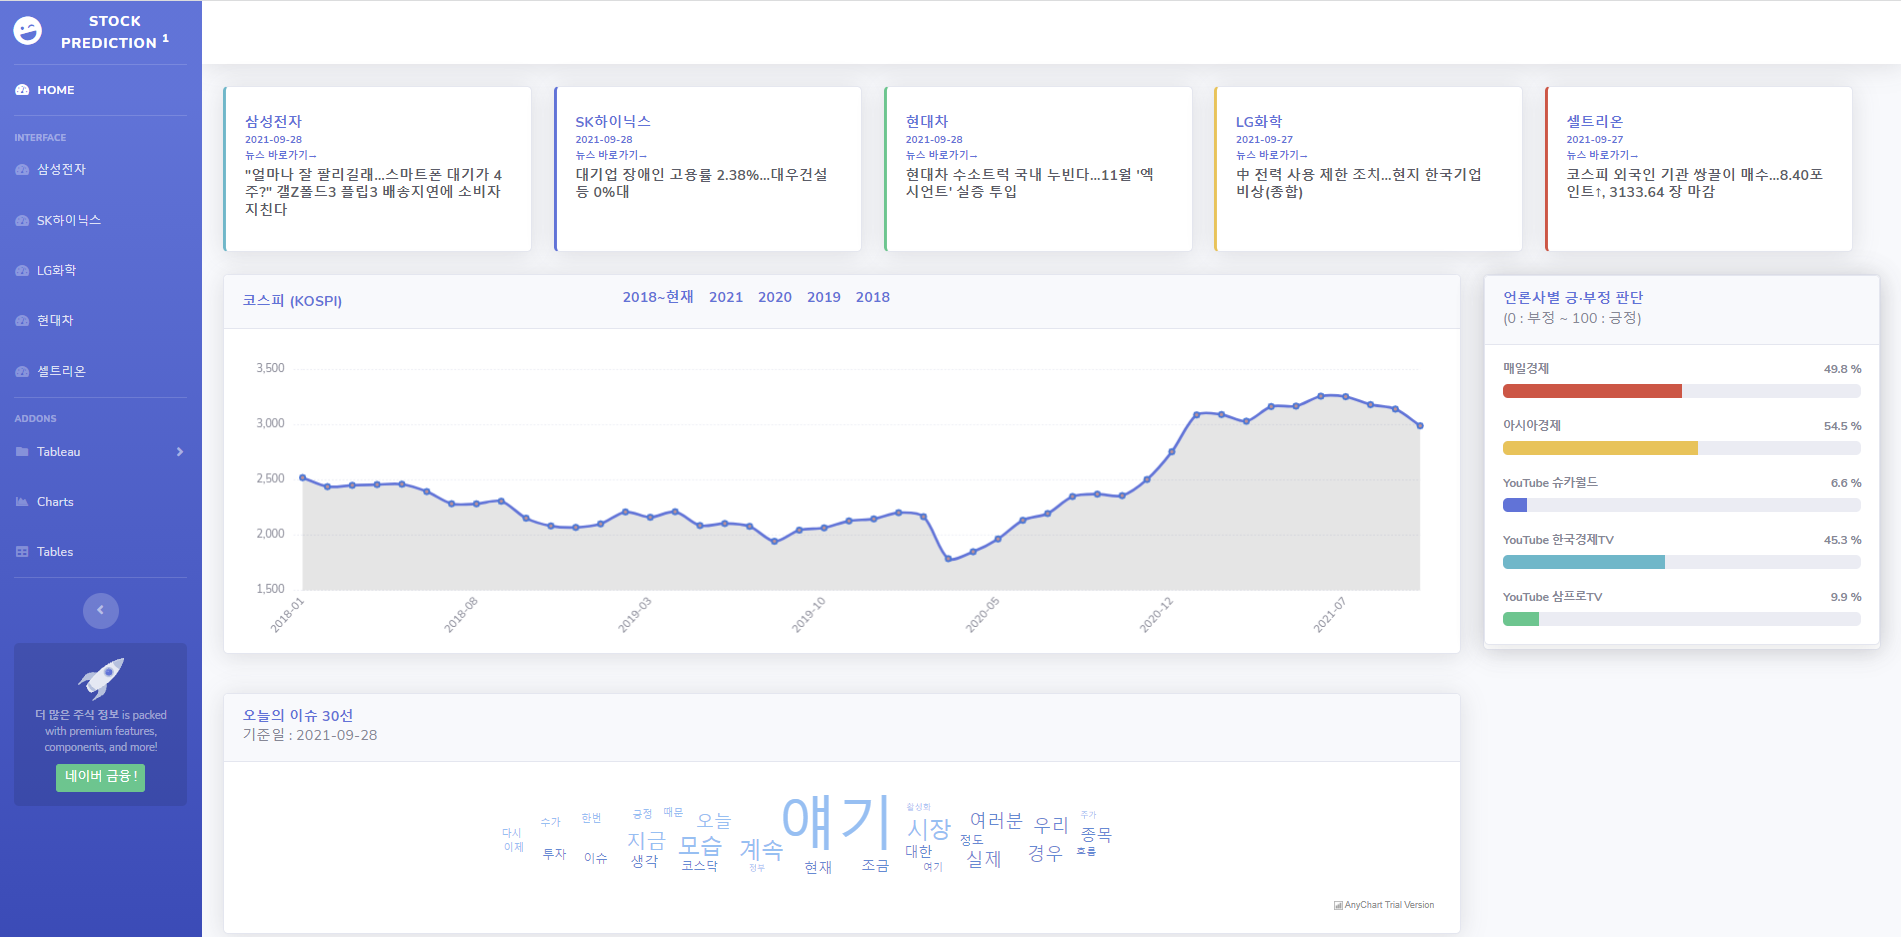 STOCK
PREDICTION 1
HOME
INTERFACE
삼성전자
SK하이닉스
LG화학
현대차
셀트리온
ADDONS
Tableau
Charts
Tables
더 많은 주식 정보 is packed
with premium features,
components, and more!
네이버 금융 !
삼성전자
2021-09-28
뉴스 바로가기→
"얼마나 잘 팔리길래…스마트폰 대기가 4
주?" 갤Z폴드3 플립3 배송지연에 소비자
지친다
SK하이닉스
2021-09-28
뉴스 바로가기→
대기업 장애인 고용률 2.38%…대우건설
등 0%대
현대차
2021-09-28
뉴스 바로가기→
현대차 수소트럭 국내 누빈다…11월 '엑
시언트' 실증 투입
LG화학
2021-09-27
뉴스 바로가기→
中 전력 사용 제한 조치…현지 한국기업
비상(종합)
셀트리온
2021-09-27
뉴스 바로가기→
코스피 외국인 기관 쌍끌이 매수…8.40포
인트↑, 3133.64 장 마감
코스피 (KOSPI)
2018~현재 2021 2020 2019 2018
3,500
3,000
2,500
2,000
1,500
2018-01 2018-08 2019-03 2019-10 2020-05 2020-12 2021-07
언론사별 긍·부정 판단
(0 : 부정 ~ 100 : 긍정)
매일경제 49.8 %
아시아경제 54.5 %
YouTube 슈카월드 6.6 %
YouTube 한국경제TV 45.3 %
YouTube 삼프로TV 9.9 %
오늘의 이슈 30선
기준일 : 2021-09-28
다시 수가 한번 긍정 때문 오늘 얘기 활성화 여러분 우리 주가
이제 지금 모습 계속 시장 정도 종목
투자 이슈 생각 코스닥 정부 현재 조금 대한 여기 실제 경우 흐름
AnyChart Trial Version